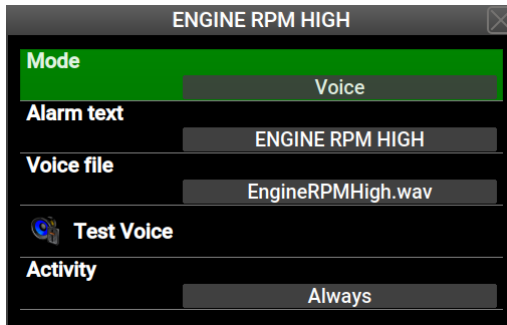 ENGINE RPM HIGH
Mode
Voice
Alarm text
ENGINE RPM HIGH
Voice file
EngineRPMHigh.wav
Test Voice
Activity
Always